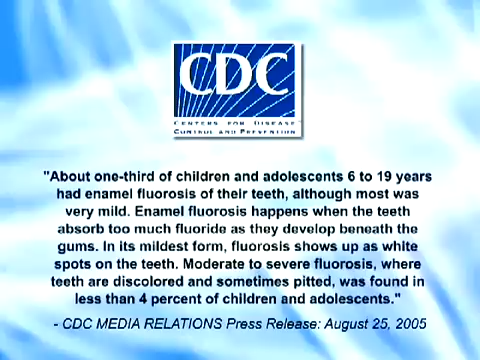 CDC
CENTERS FOR DISEASE
CONTROL AND PREVENTION
"About one-third of children and adolescents 6 to 19 years
had enamel fluorosis of their teeth, although most was
very mild. Enamel fluorosis happens when the teeth
absorb too much fluoride as they develop beneath the
gums. In its mildest form, fluorosis shows up as white
spots on the teeth. Moderate to severe fluorosis, where
teeth are discolored and sometimes pitted, was found in
less than 4 percent of children and adolescents."
- CDC MEDIA RELATIONS Press Release: August 25, 2005